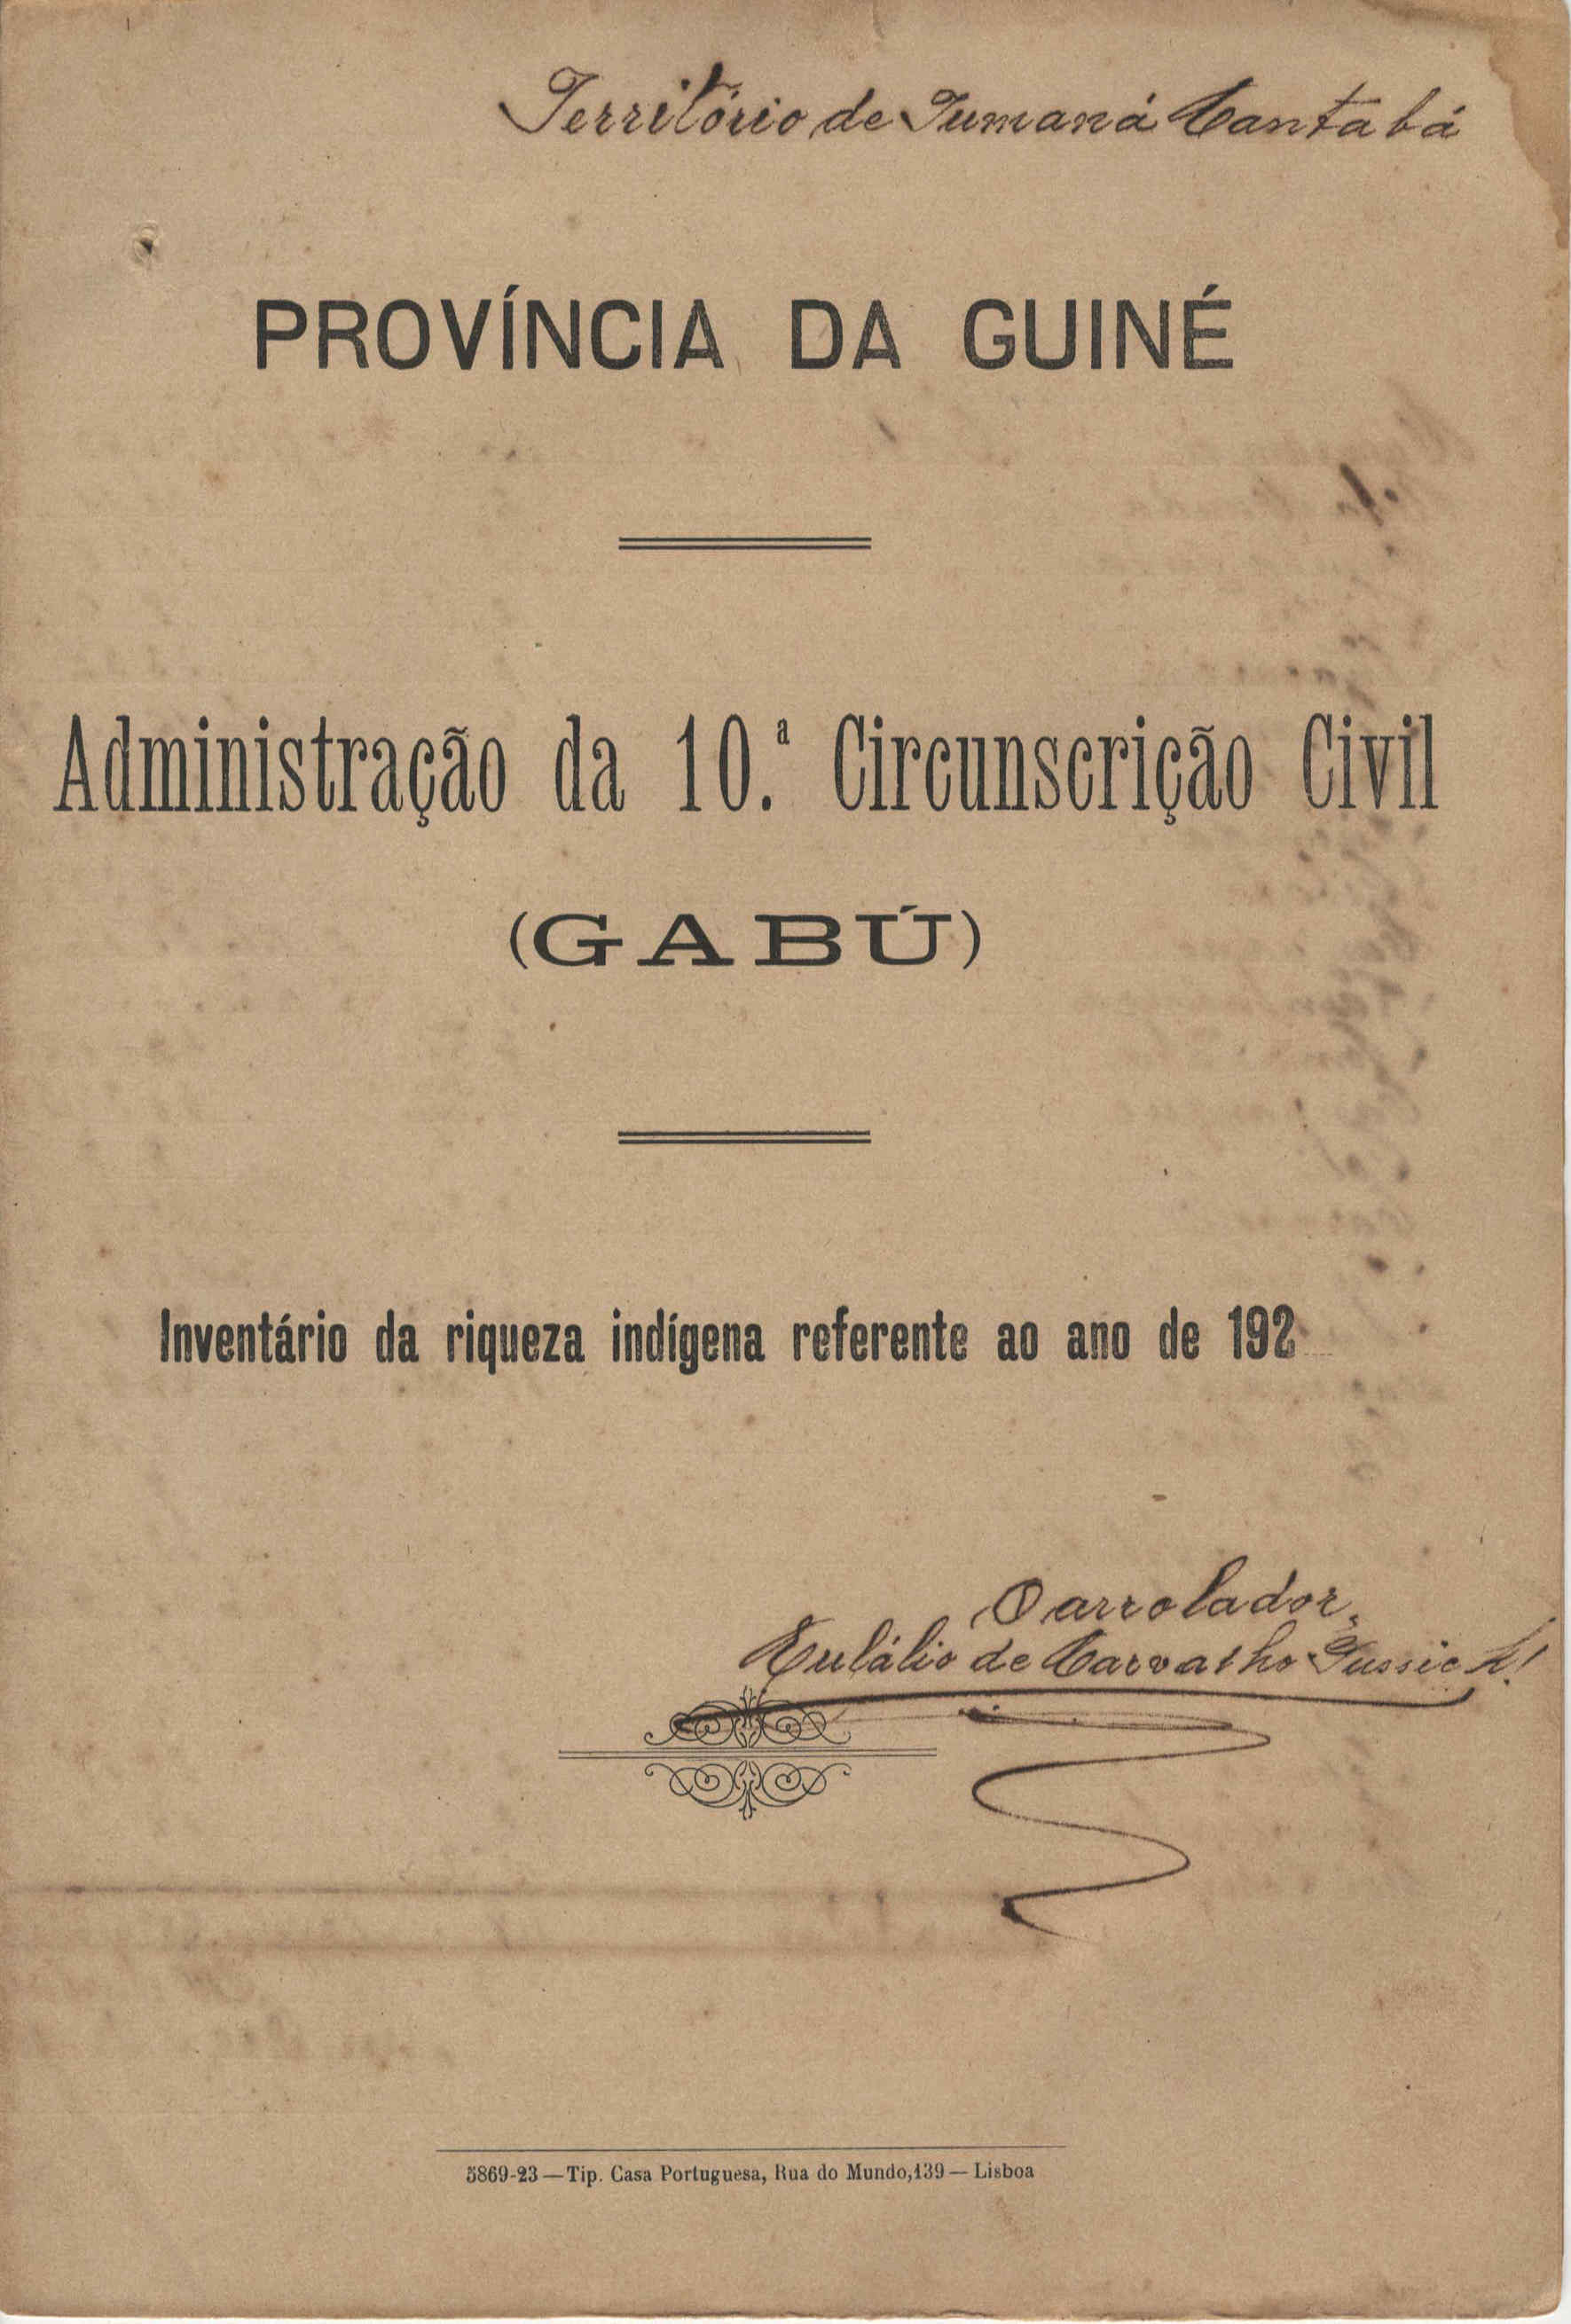 Território de Tumaná Cantabá
PROVÍNCIA DA GUINÉ
Administração da 10.ª Circunscrição Civil
(GABÚ)
Inventário da riqueza indígena referente ao ano de 192
O arrolador,
Eulálio de Carvalho
5869-23—Tip. Casa Portuguesa, Rua do Mundo,139—Lisboa